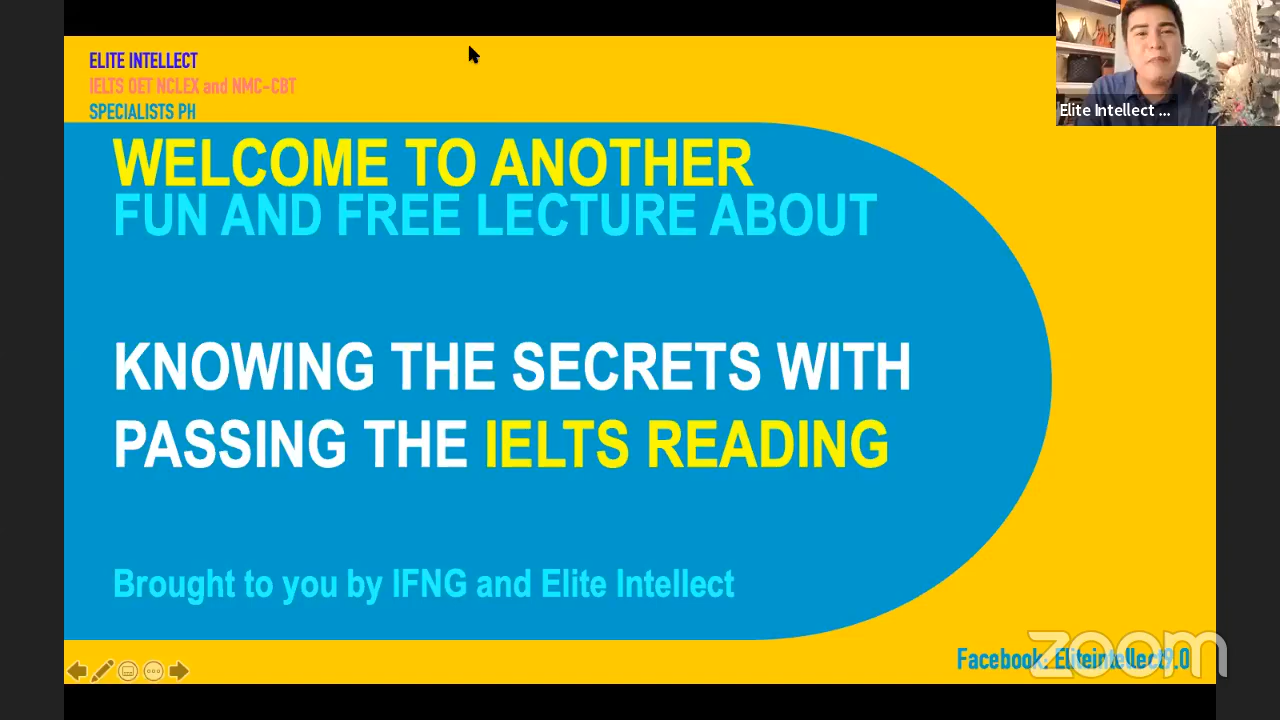 ELITE INTELLECT
IELTS OET NCLEX and NMC-CBT
SPECIALISTS PH
Elite Intellect ...
WELCOME TO ANOTHER
FUN AND FREE LECTURE ABOUT
KNOWING THE SECRETS WITH
PASSING THE IELTS READING
Brought to you by IFNG and Elite Intellect
Facebook: Eliteintellect9.0
zoom